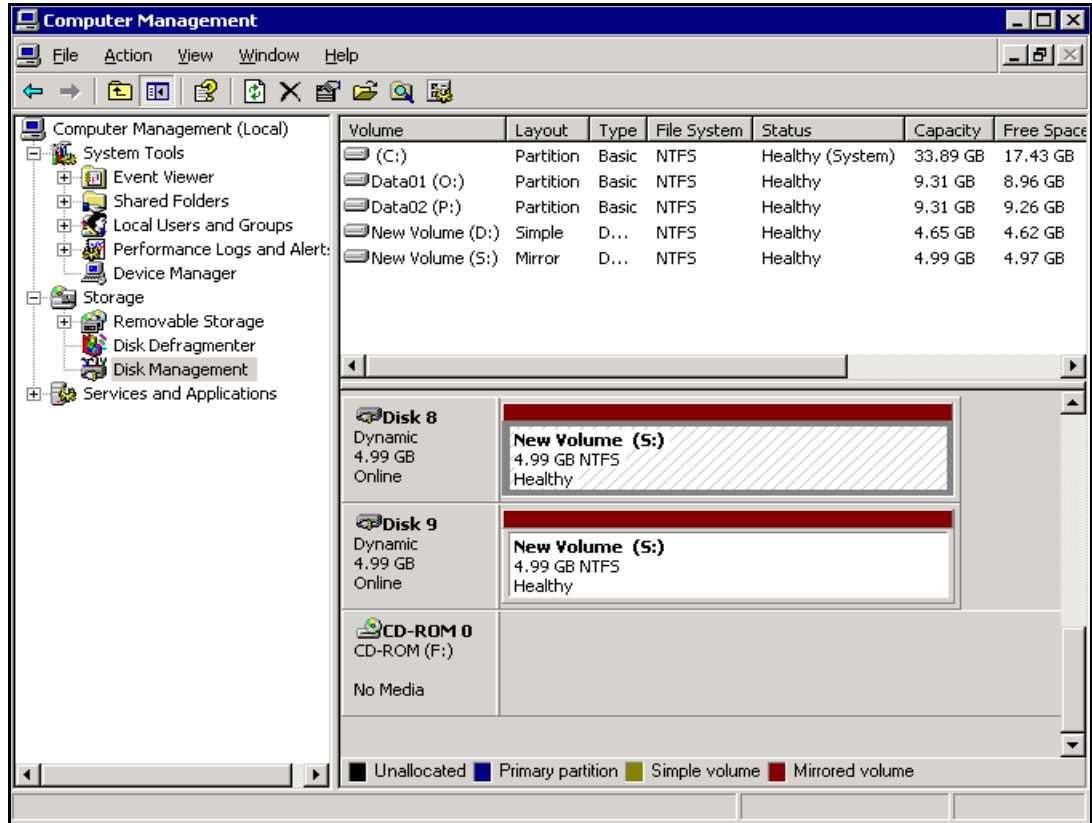 Computer Management
File Action View Window Help
Computer Management (Local)
System Tools
Event Viewer
Shared Folders
Local Users and Groups
Performance Logs and Alert
Device Manager
Storage
Removable Storage
Disk Defragmenter
Disk Management
Services and Applications
Volume Layout Type File System Status Capacity Free Space
(C:) Partition Basic NTFS Healthy (System) 33.89 GB 17.43 GB
Data01 (O:) Partition Basic NTFS Healthy 9.31 GB 8.96 GB
Data02 (P:) Partition Basic NTFS Healthy 9.31 GB 9.26 GB
New Volume (D:) Simple D... NTFS Healthy 4.65 GB 4.62 GB
New Volume (S:) Mirror D... NTFS Healthy 4.99 GB 4.97 GB
Disk 8
Dynamic
4.99 GB
Online
New Volume (S:)
4.99 GB NTFS
Healthy
Disk 9
Dynamic
4.99 GB
Online
New Volume (S:)
4.99 GB NTFS
Healthy
CD-ROM 0
CD-ROM (F:)
No Media
Unallocated Primary partition Simple volume Mirrored volume